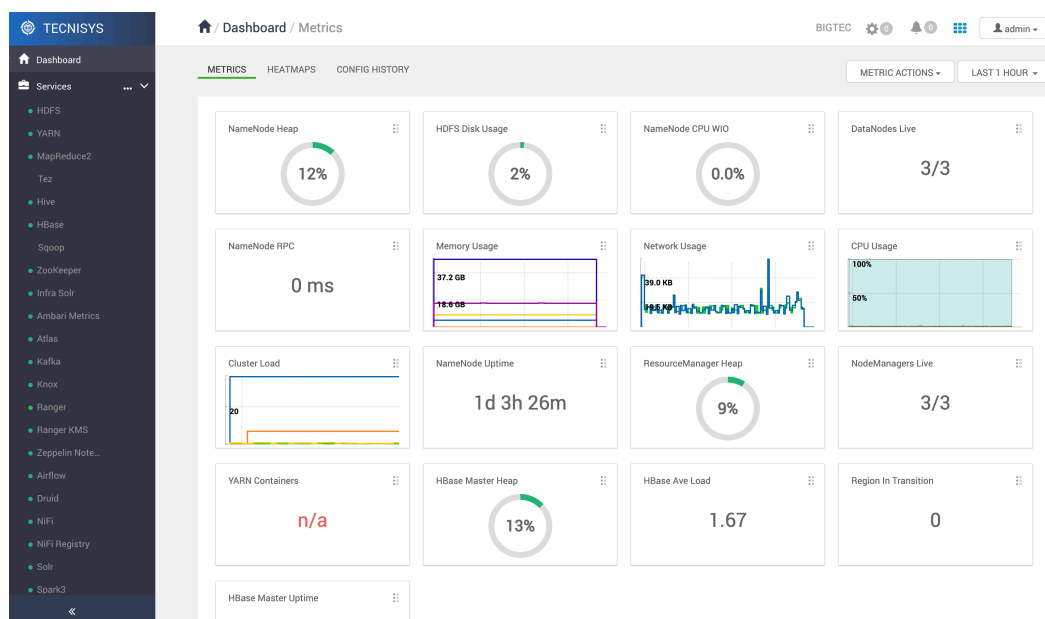 TECNISYS
/ Dashboard / Metrics
BIGTEC
0
0
admin
Dashboard
Services
...
HDFS
YARN
MapReduce2
Tez
Hive
HBase
Sqoop
ZooKeeper
Infra Solr
Ambari Metrics
Atlas
Kafka
Knox
Ranger
Ranger KMS
Zeppelin Note...
Airflow
Druid
NiFi
NiFi Registry
Solr
Spark3
METRICS
HEATMAPS
CONFIG HISTORY
METRIC ACTIONS
LAST 1 HOUR
NameNode Heap
12%
HDFS Disk Usage
2%
NameNode CPU WIO
0.0%
DataNodes Live
3/3
NameNode RPC
0 ms
Memory Usage
37.2 GB
18.6 GB
Network Usage
39.0 KB
19.5 KB
CPU Usage
100%
50%
Cluster Load
20
NameNode Uptime
1d 3h 26m
ResourceManager Heap
9%
NodeManagers Live
3/3
YARN Containers
n/a
HBase Master Heap
13%
HBase Ave Load
1.67
Region In Transition
0
HBase Master Uptime